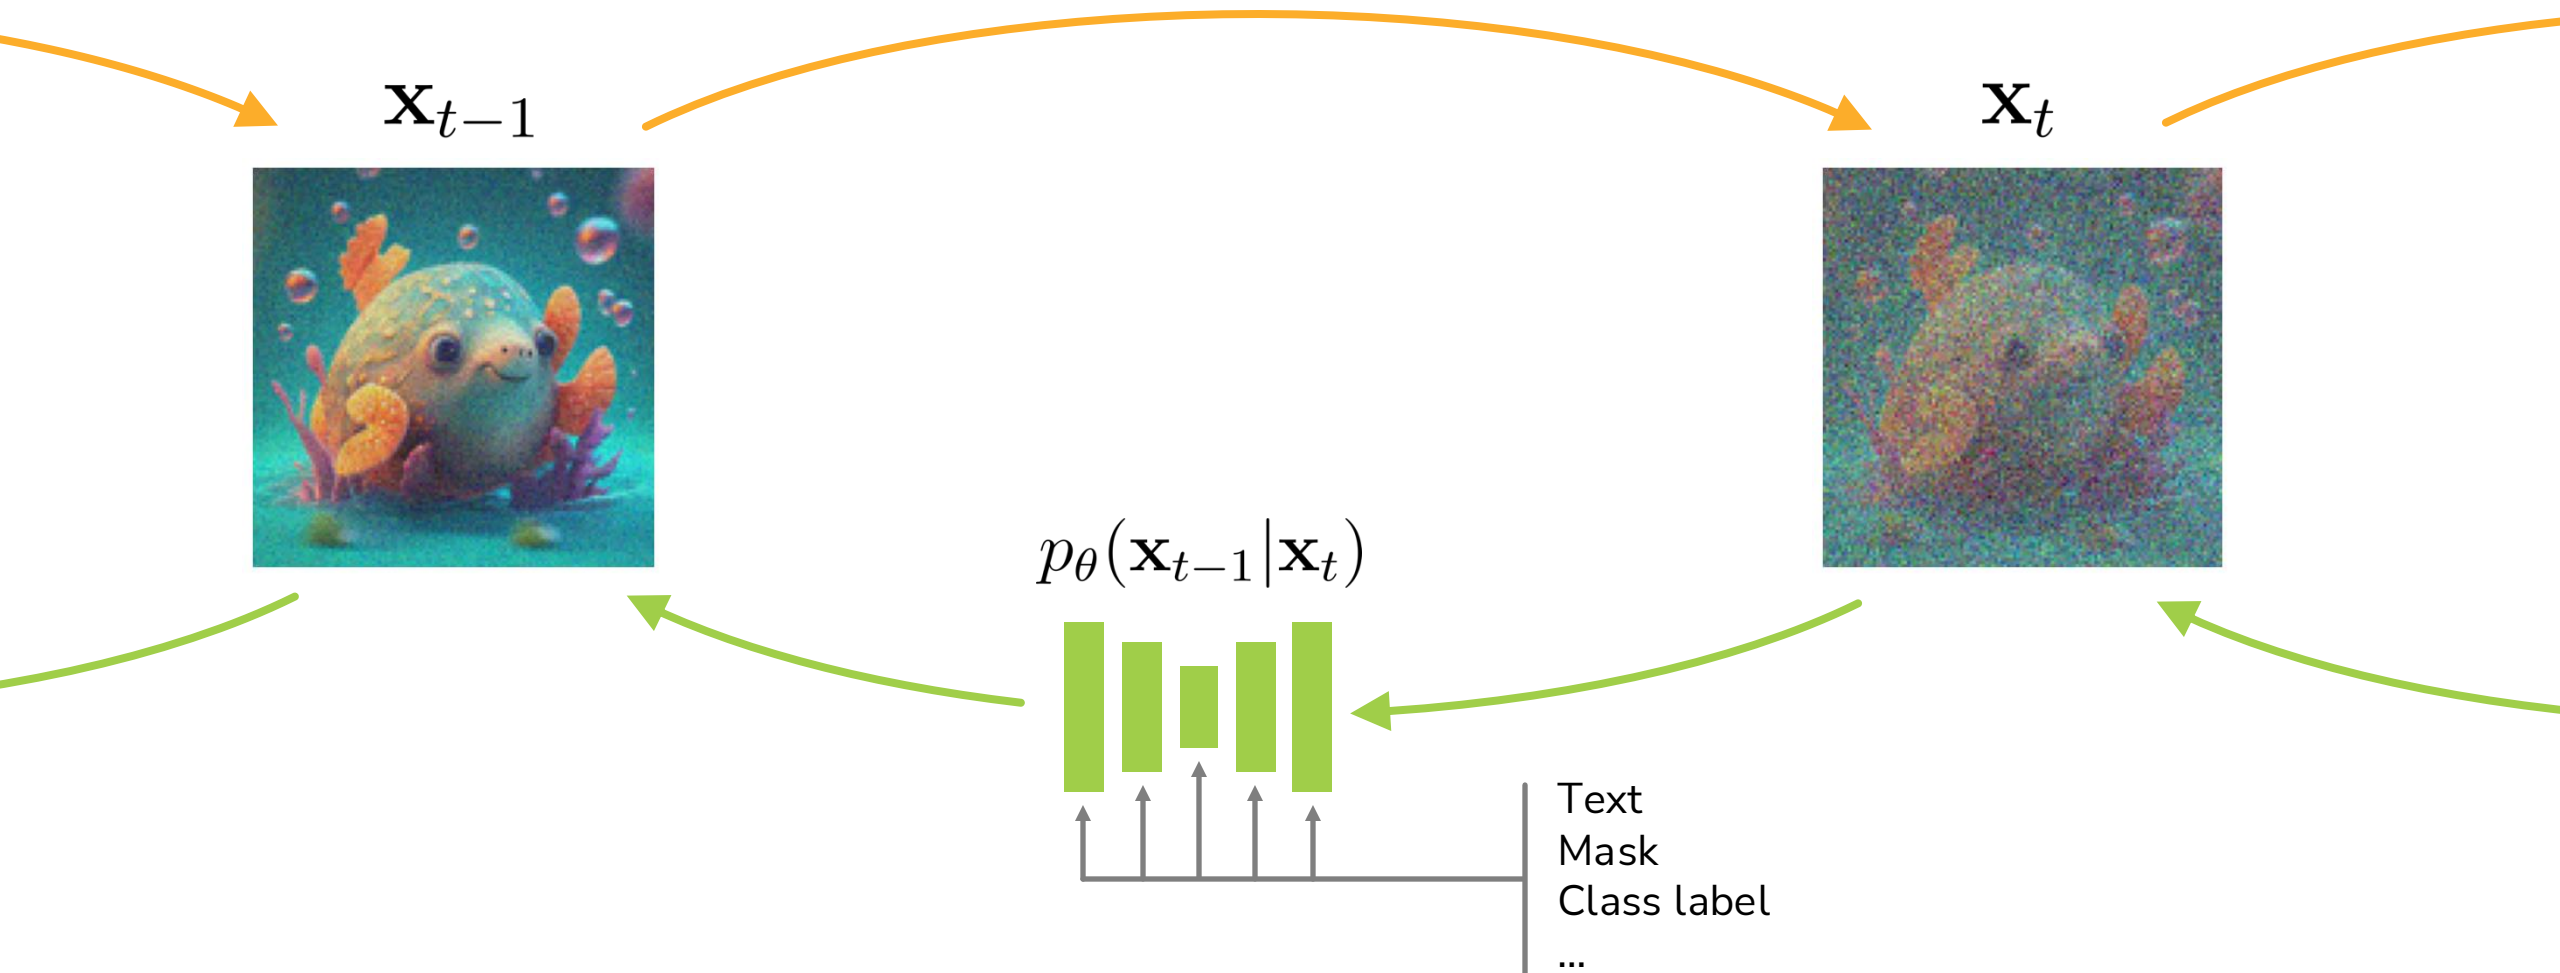 x_{t-1}
x_t
p_θ(x_{t-1}|x_t)
Text
Mask
Class label
...